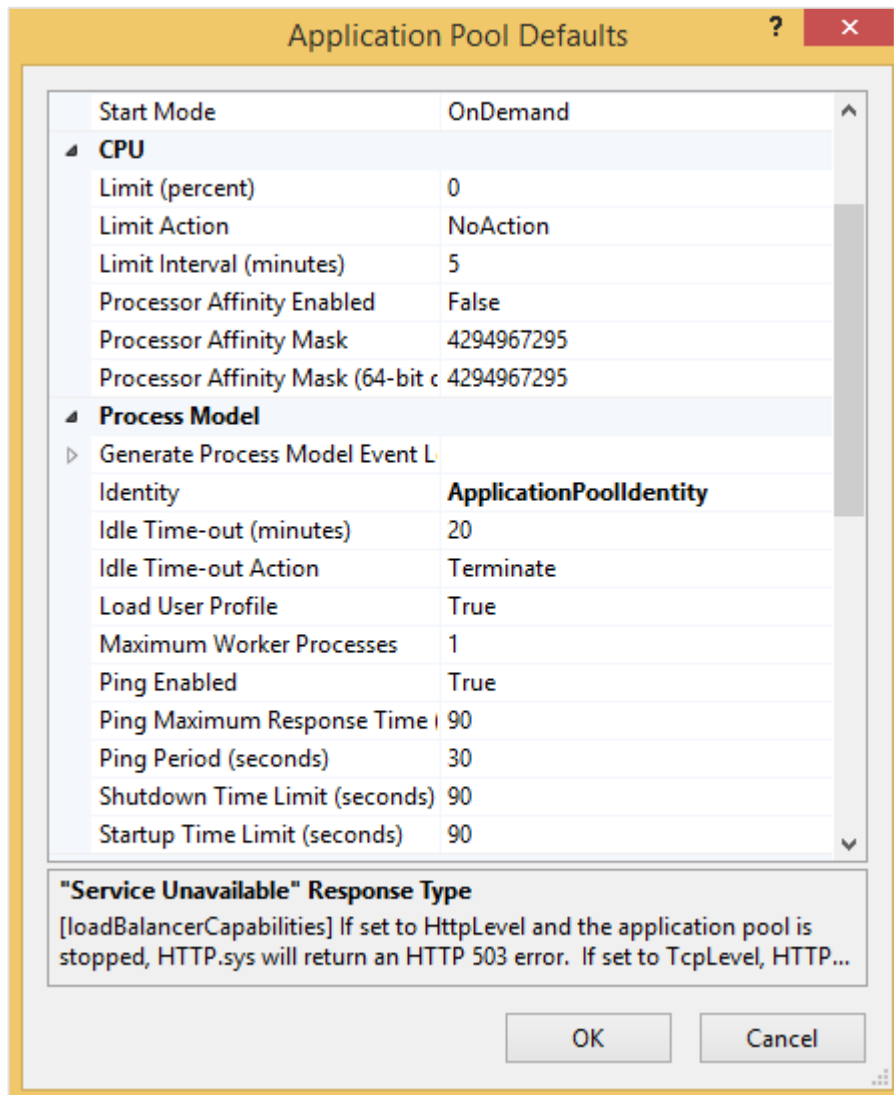 Application Pool Defaults
?
Start Mode OnDemand
CPU
Limit (percent) 0
Limit Action NoAction
Limit Interval (minutes) 5
Processor Affinity Enabled False
Processor Affinity Mask 4294967295
Processor Affinity Mask (64-bit c 4294967295
Process Model
Generate Process Model Event L
Identity ApplicationPoolIdentity
Idle Time-out (minutes) 20
Idle Time-out Action Terminate
Load User Profile True
Maximum Worker Processes 1
Ping Enabled True
Ping Maximum Response Time ( 90
Ping Period (seconds) 30
Shutdown Time Limit (seconds) 90
Startup Time Limit (seconds) 90
"Service Unavailable" Response Type
[loadBalancerCapabilities] If set to HttpLevel and the application pool is
stopped, HTTP.sys will return an HTTP 503 error.  If set to TcpLevel, HTTP...
OK Cancel